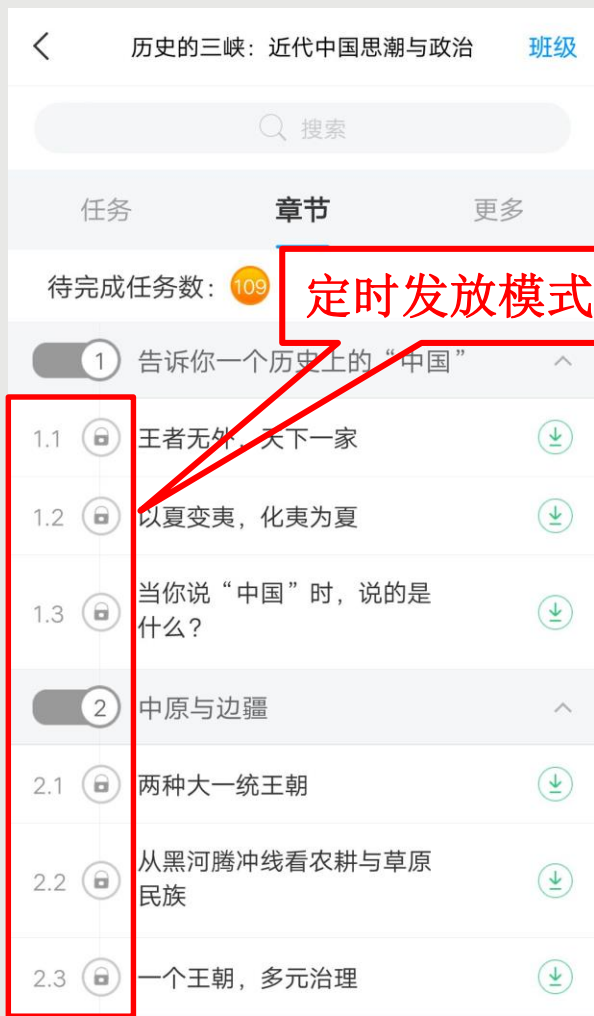 历史的三峡：近代中国思潮与政治 班级
搜索
任务 章节 更多
待完成任务数： 109
定时发放模式
1 告诉你一个历史上的“中国”
1.1 王者无外，天下一家
1.2 以夏变夷，化夷为夏
1.3 当你说“中国”时，说的是
什么？
2 中原与边疆
2.1 两种大一统王朝
2.2 从黑河腾冲线看农耕与草原
民族
2.3 一个王朝，多元治理